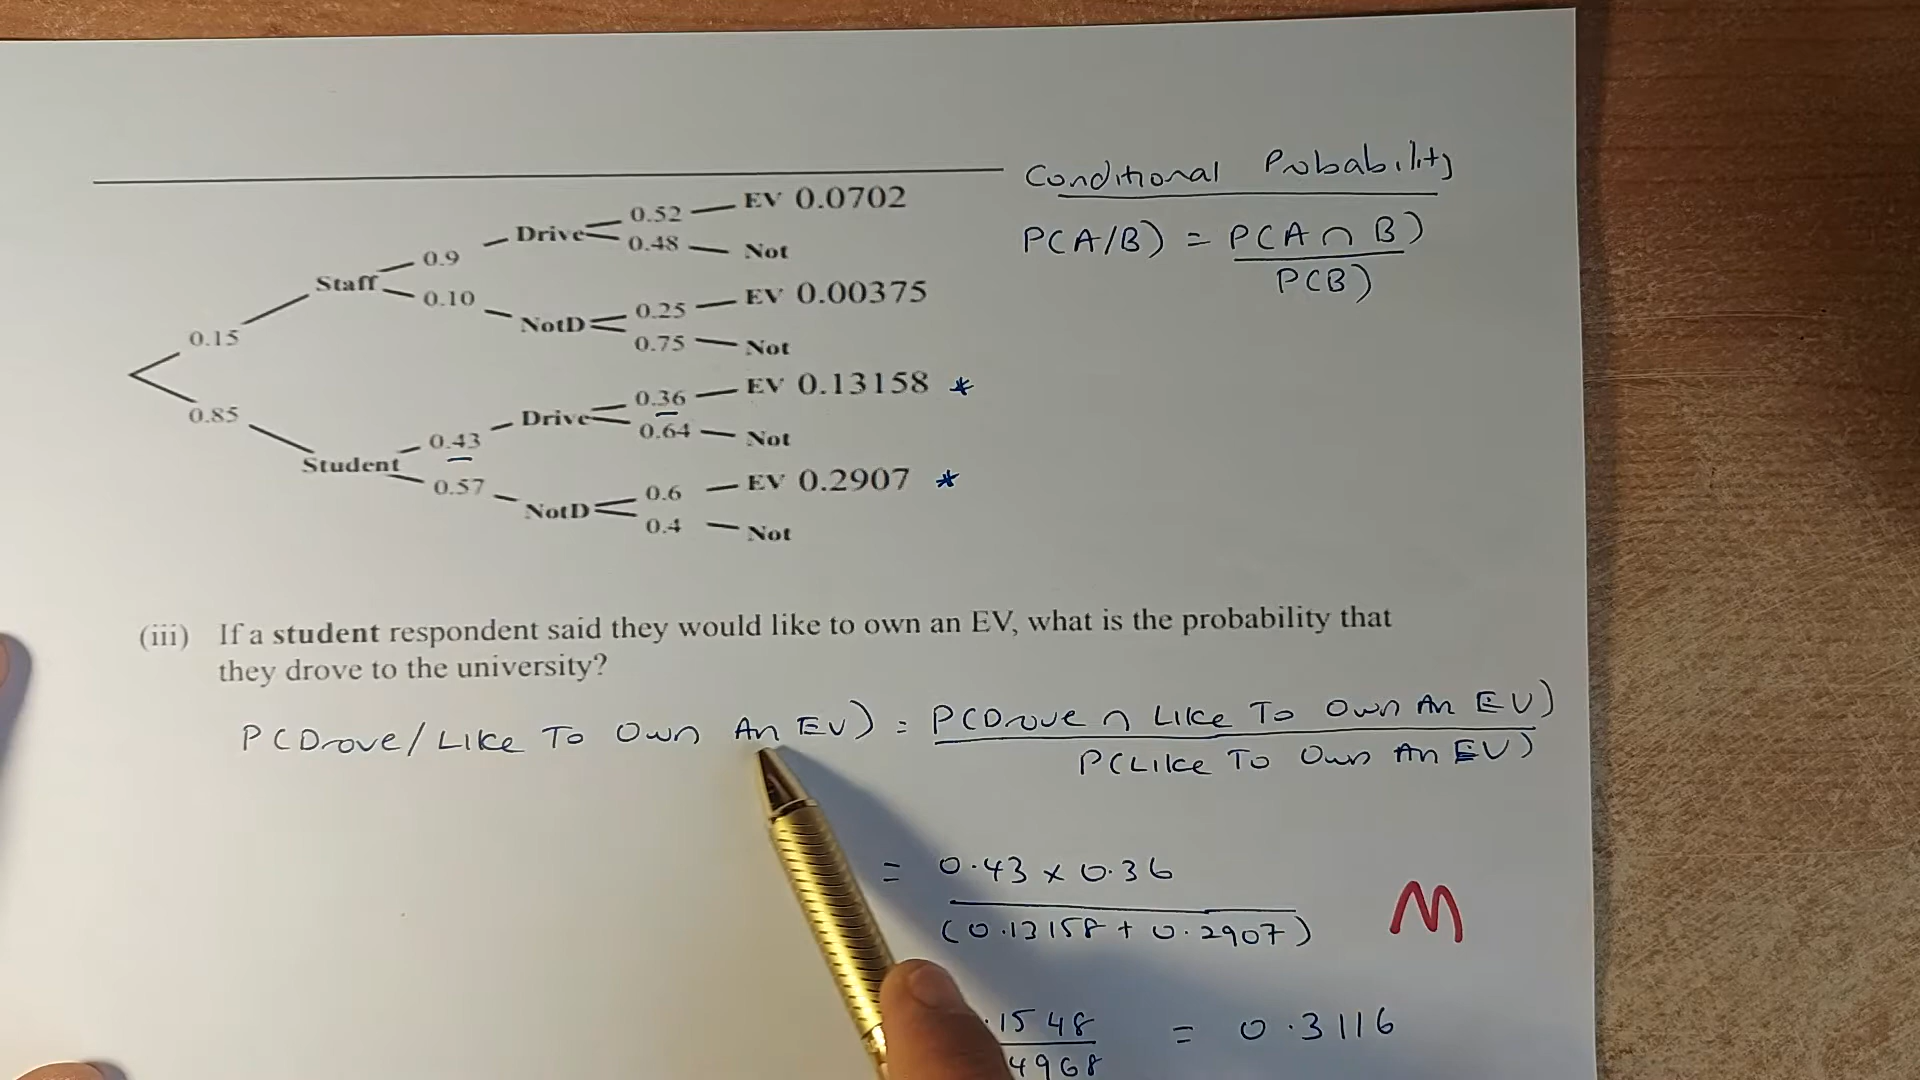 Conditional Probability
P(A/B) = P(A ∩ B)
P(B)
0.52 EV 0.0702
Drive
0.48 Not
0.9
Staff
0.10
0.25 EV 0.00375
NotD
0.75 Not
0.15
0.36 EV 0.13158 *
Drive
0.64 Not
0.85
0.43
Student
0.57
0.6 EV 0.2907 *
NotD
0.4 Not
(iii) If a student respondent said they would like to own an EV, what is the probability that
they drove to the university?
P(Drove/Like To Own An EV) = P(Drove ∩ Like To Own An EV)
P(Like To Own An EV)
= 0.43 x 0.36
(0.13158 + 0.2907)
M
.1548 = 0.3116
4968